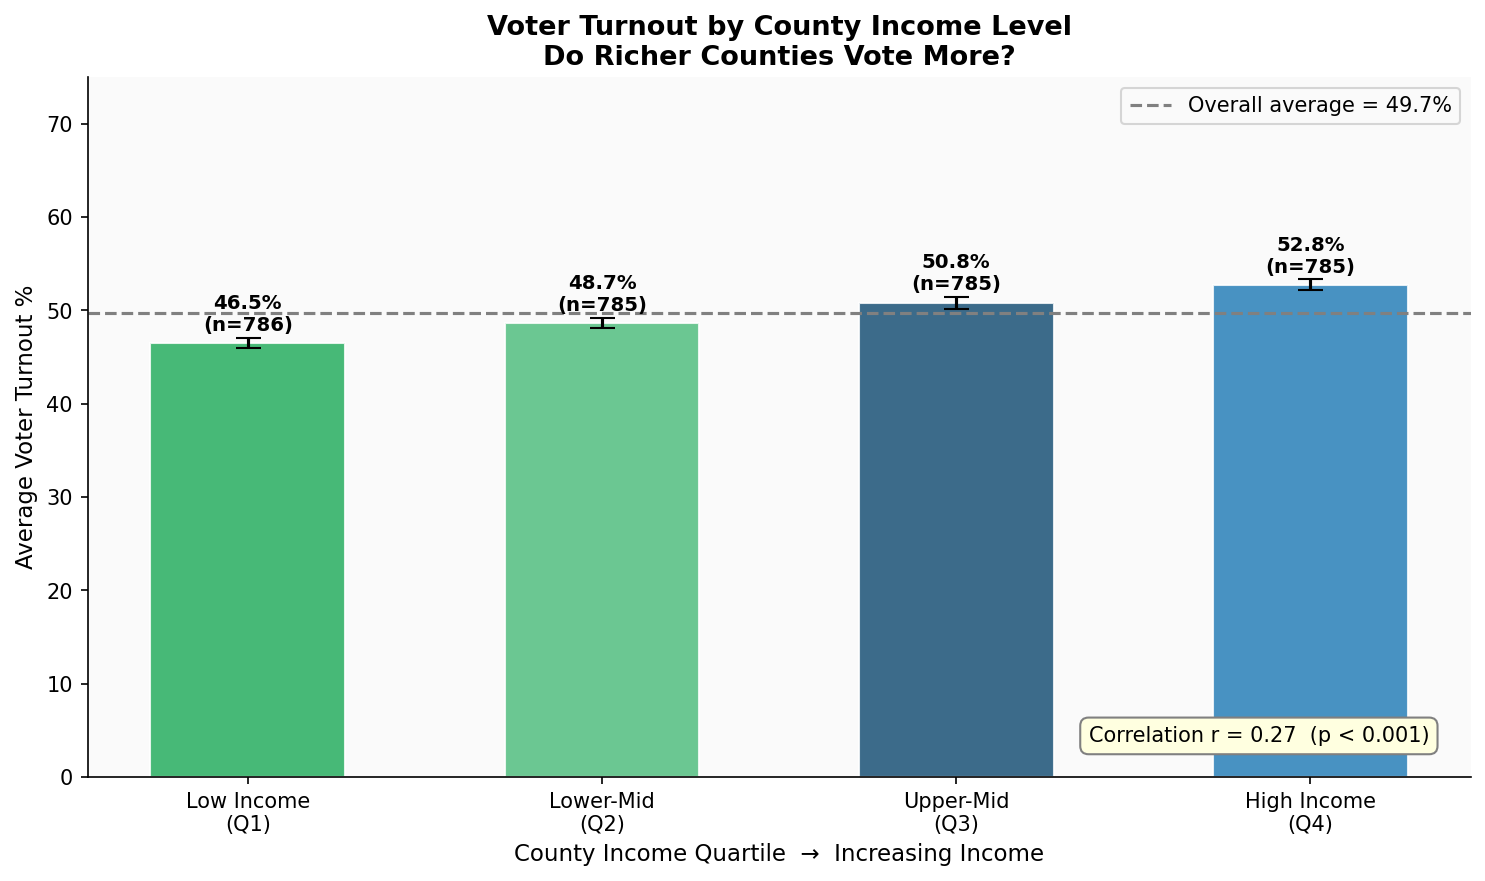 Voter Turnout by County Income Level
Do Richer Counties Vote More?
Overall average = 49.7%
Average Voter Turnout %
70
60
50
40
30
20
10
0
46.5%
(n=786)
48.7%
(n=785)
50.8%
(n=785)
52.8%
(n=785)
Correlation r = 0.27 (p < 0.001)
Low Income
(Q1)
Lower-Mid
(Q2)
Upper-Mid
(Q3)
High Income
(Q4)
County Income Quartile → Increasing Income